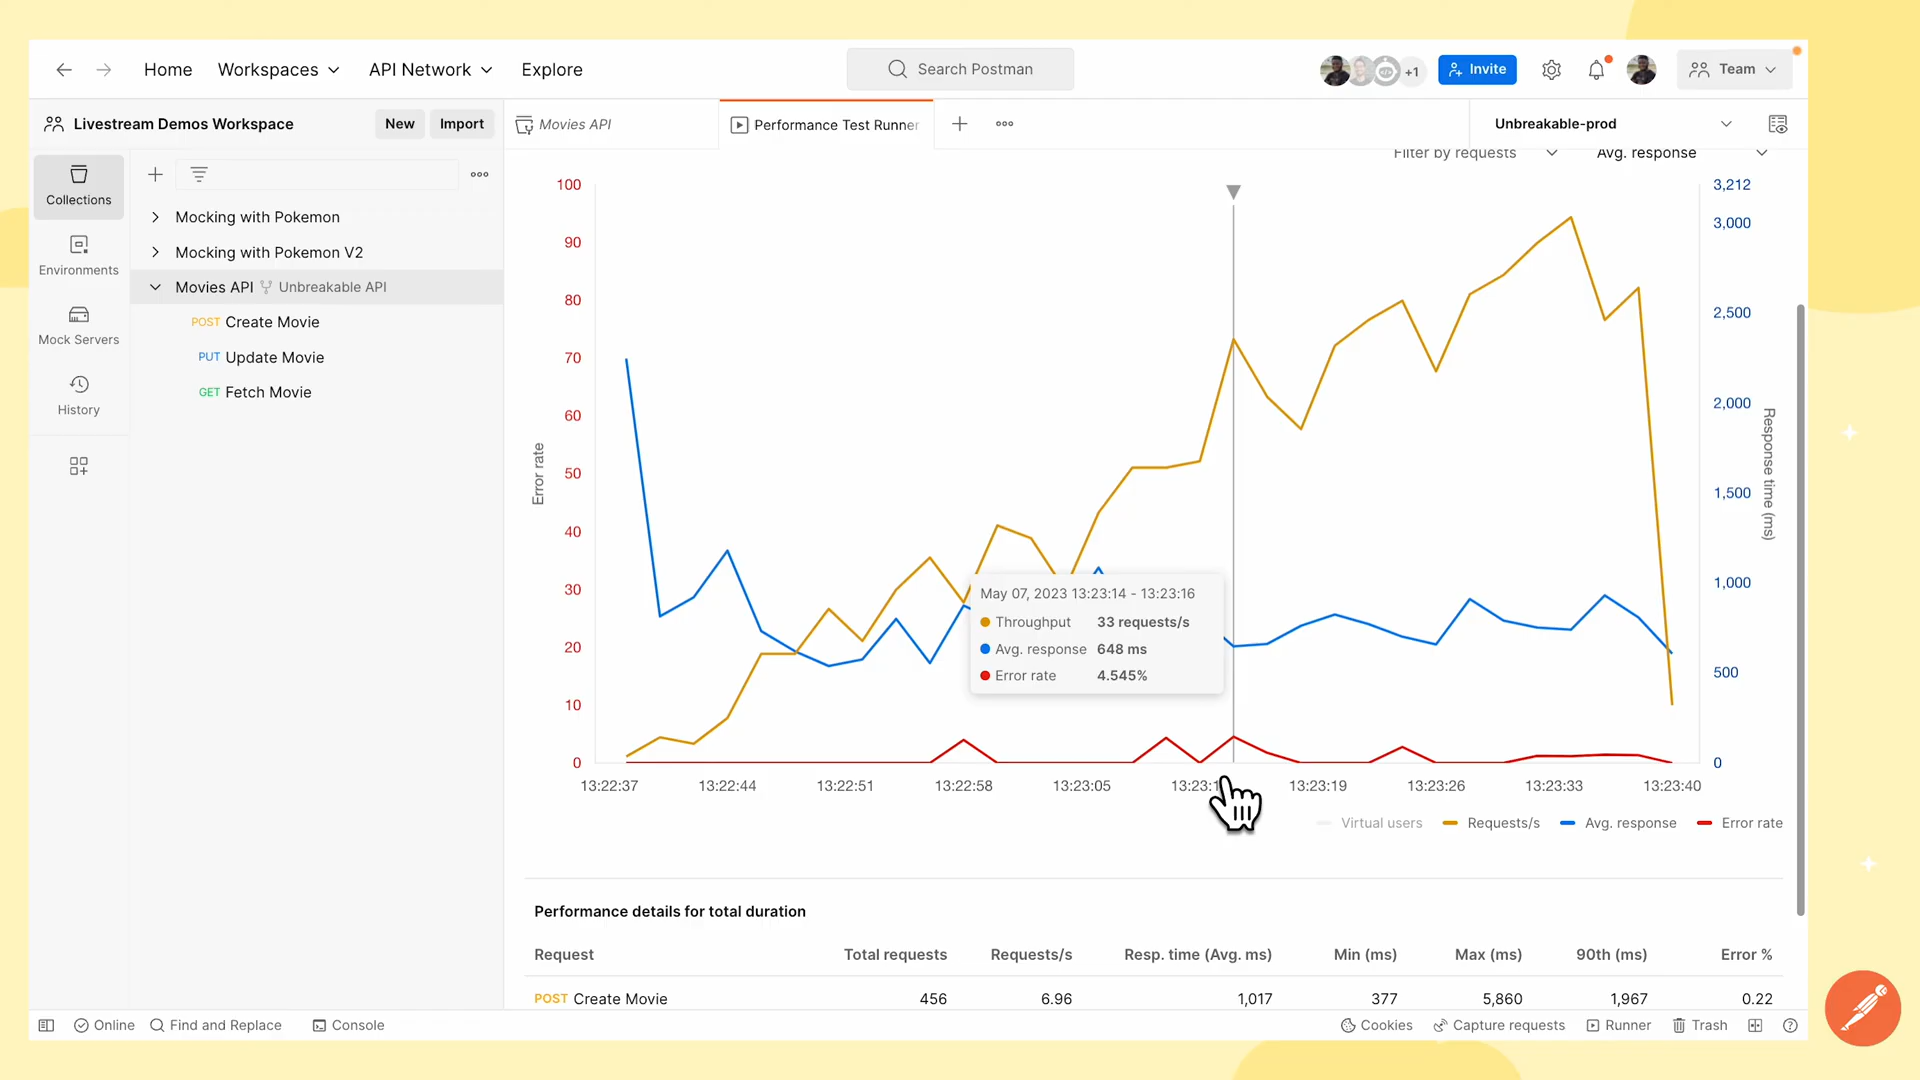 Home Workspaces API Network Explore Search Postman +1 Invite Team
Livestream Demos Workspace New Import Movies API Performance Test Runner Unbreakable-prod
Filter by requests Avg. response
Collections
Environments
Mock Servers
History
Mocking with Pokemon
Mocking with Pokemon V2
Movies API Unbreakable API
POST Create Movie
PUT Update Movie
GET Fetch Movie
Error rate
100
90
80
70
60
50
40
30
20
10
0
3,212
3,000
2,500
2,000
1,500
1,000
500
0
Response time (ms)
May 07, 2023 13:23:14 - 13:23:16
Throughput 33 requests/s
Avg. response 648 ms
Error rate 4.545%
13:22:37 13:22:44 13:22:51 13:22:58 13:23:05 13:23:1 13:23:19 13:23:26 13:23:33 13:23:40
Virtual users Requests/s Avg. response Error rate
Performance details for total duration
Request Total requests Requests/s Resp. time (Avg. ms) Min (ms) Max (ms) 90th (ms) Error %
POST Create Movie 456 6.96 1,017 377 5,860 1,967 0.22
Online Find and Replace Console Cookies Capture requests Runner Trash